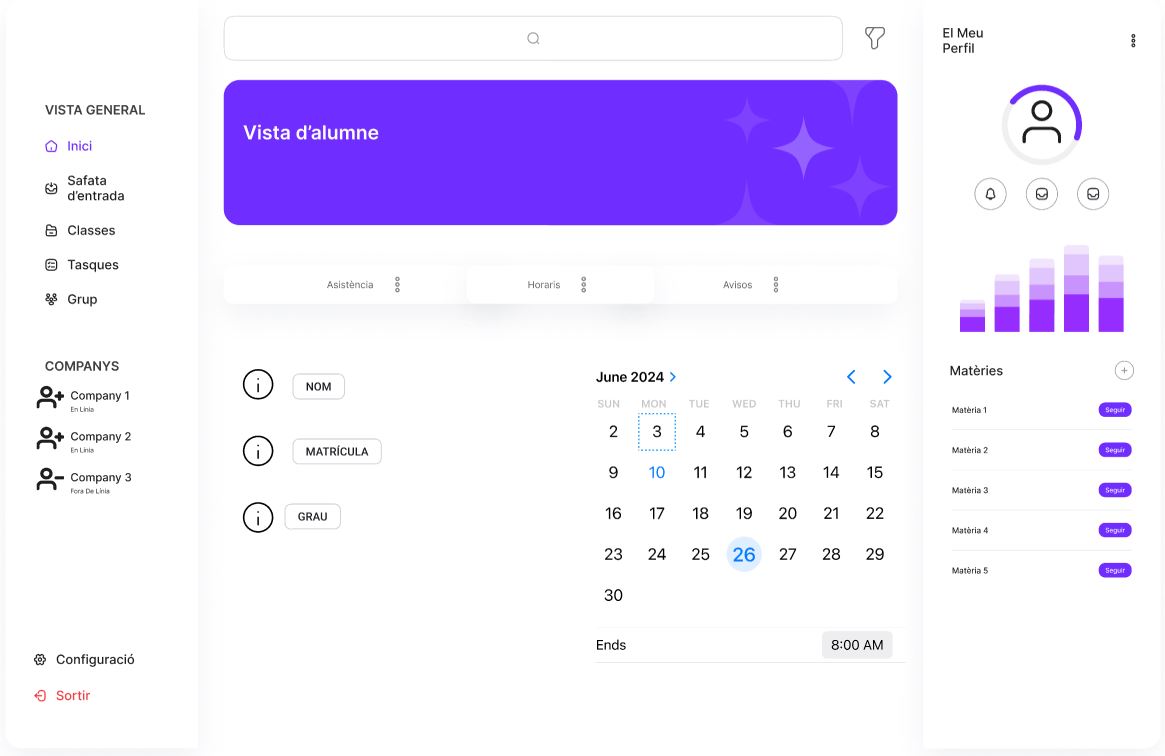 VISTA GENERAL
Inici
Safata
d'entrada
Classes
Tasques
Grup
COMPANYS
Company 1
En Línia
Company 2
En Línia
Company 3
Fora De Línia
Configuració
Sortir
Vista d'alumne
Asistència
Horaris
Avisos
NOM
MATRÍCULA
GRAU
June 2024
SUN MON TUE WED THU FRI SAT
2 3 4 5 6 7 8
9 10 11 12 13 14 15
16 17 18 19 20 21 22
23 24 25 26 27 28 29
30
Ends 8:00 AM
El Meu
Perfil
Matèries
Matèria 1 Seguir
Matèria 2 Seguir
Matèria 3 Seguir
Matèria 4 Seguir
Matèria 5 Seguir